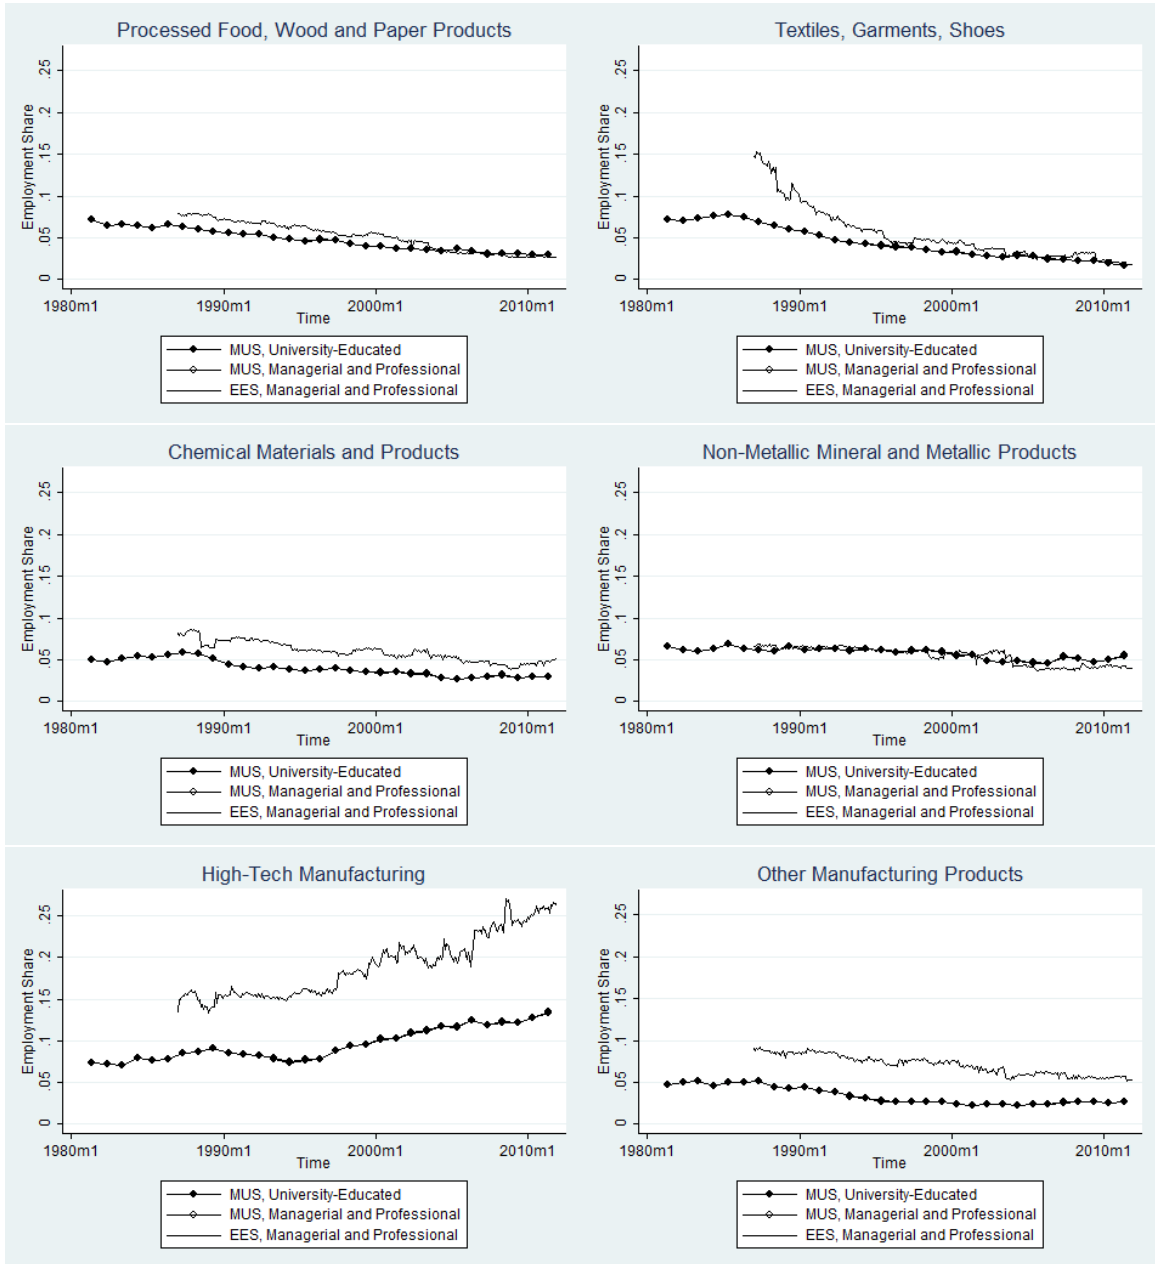 Processed Food, Wood and Paper Products
Employment Share
.25
.2
.15
.1
.05
0
1980m1 1990m1 2000m1 2010m1
Time
MUS, University-Educated
MUS, Managerial and Professional
EES, Managerial and Professional
Textiles, Garments, Shoes
Employment Share
.25
.2
.15
.1
.05
0
1980m1 1990m1 2000m1 2010m1
Time
MUS, University-Educated
MUS, Managerial and Professional
EES, Managerial and Professional
Chemical Materials and Products
Employment Share
.25
.2
.15
.1
.05
0
1980m1 1990m1 2000m1 2010m1
Time
MUS, University-Educated
MUS, Managerial and Professional
EES, Managerial and Professional
Non-Metallic Mineral and Metallic Products
Employment Share
.25
.2
.15
.1
.05
0
1980m1 1990m1 2000m1 2010m1
Time
MUS, University-Educated
MUS, Managerial and Professional
EES, Managerial and Professional
High-Tech Manufacturing
Employment Share
.25
.2
.15
.1
.05
0
1980m1 1990m1 2000m1 2010m1
Time
MUS, University-Educated
MUS, Managerial and Professional
EES, Managerial and Professional
Other Manufacturing Products
Employment Share
.25
.2
.15
.1
.05
0
1980m1 1990m1 2000m1 2010m1
Time
MUS, University-Educated
MUS, Managerial and Professional
EES, Managerial and Professional